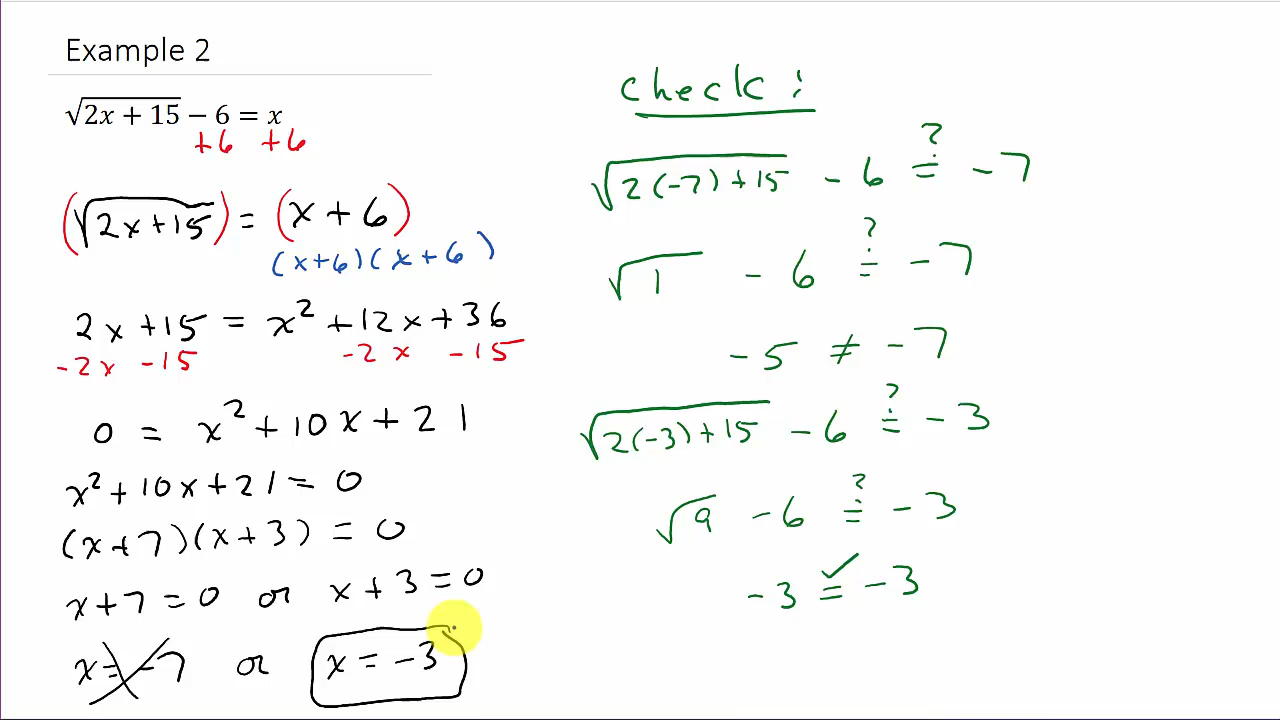 Example 2
√2x + 15 − 6 = x
+6 +6
(√2x+15) = (x + 6)
(x+6)(x+6)
2x +15 = x² +12x+36
-2x -15 -2x -15
0 = x² +10x+21
x²+10x+21 = 0
(x+7)(x+3) = 0
x+7 = 0 or x+3=0
x= -7 or x = -3
check:
√2(-7)+15 - 6 ≟ -7
√1 - 6 ≟ -7
-5 ≠ -7
√2(-3)+15 - 6 ≟ -3
√9 - 6 ≟ -3
-3 = -3 ✓